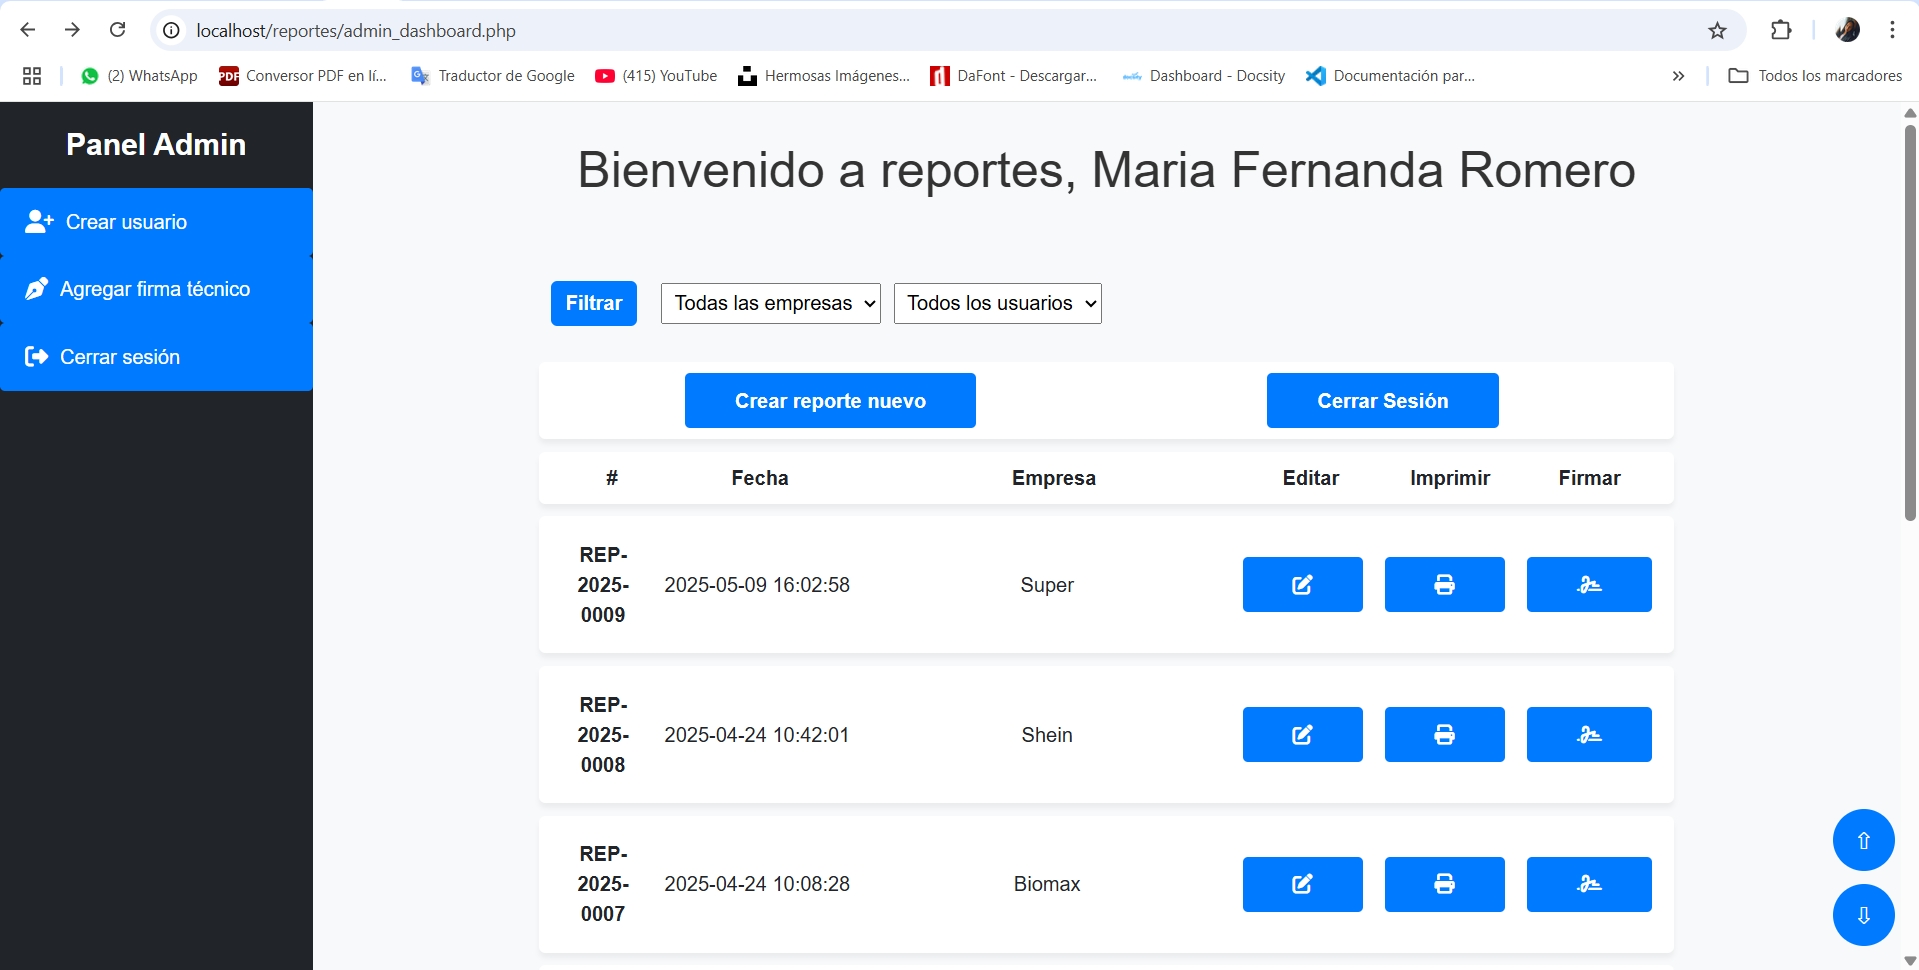 localhost/reportes/admin_dashboard.php
(2) WhatsApp
PDF
Conversor PDF en lí...
Traductor de Google
(415) YouTube
Hermosas Imágenes...
DaFont - Descargar...
Dashboard - Docsity
Documentación par...
»
Todos los marcadores
Panel Admin
Crear usuario
Agregar firma técnico
Cerrar sesión
Bienvenido a reportes, Maria Fernanda Romero
Filtrar
Todas las empresas
Todos los usuarios
Crear reporte nuevo
Cerrar Sesión
# Fecha Empresa Editar Imprimir Firmar
REP-
2025-
0009
2025-05-09 16:02:58
Super
REP-
2025-
0008
2025-04-24 10:42:01
Shein
REP-
2025-
0007
2025-04-24 10:08:28
Biomax
⇧
⇩